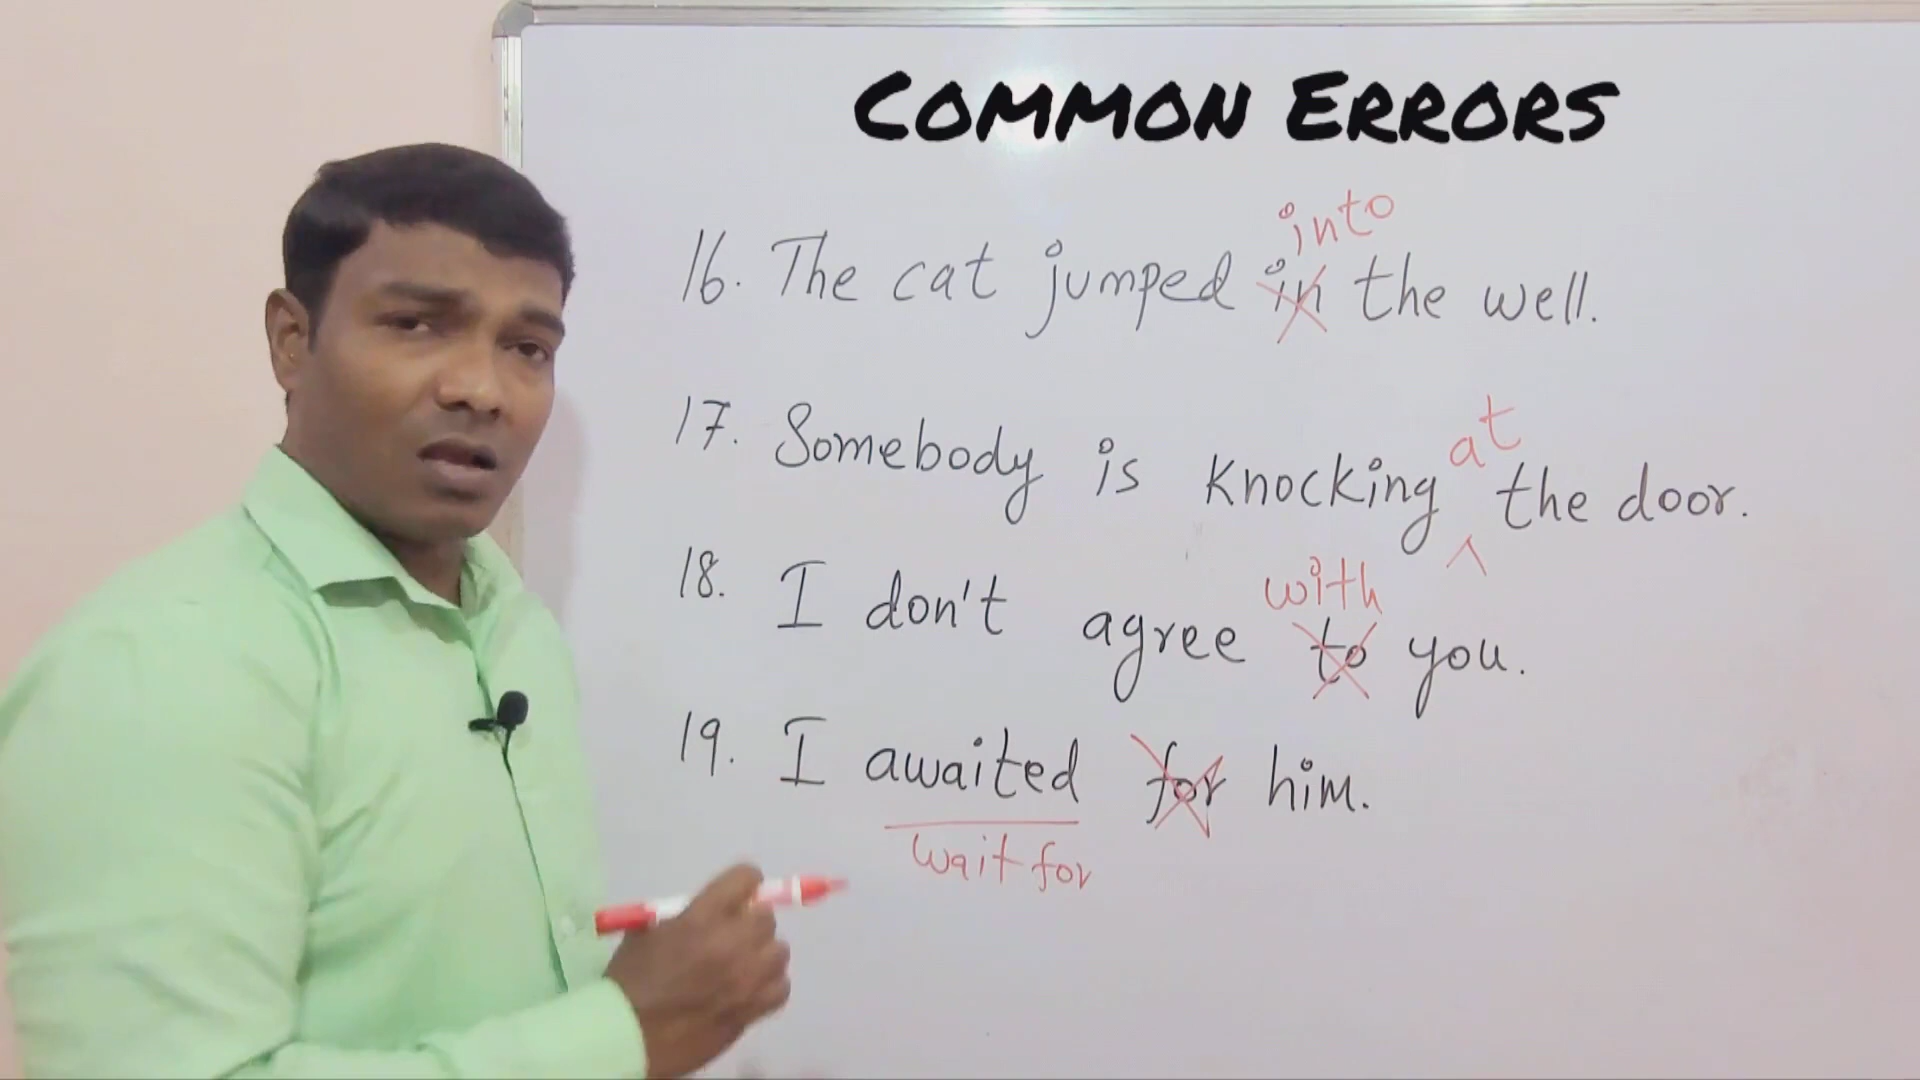 COMMON ERRORS
into
16. The cat jumped in the well.
at
17. Somebody is knocking the door.
with
18. I don't agree to you.
19. I awaited for him.
wait for